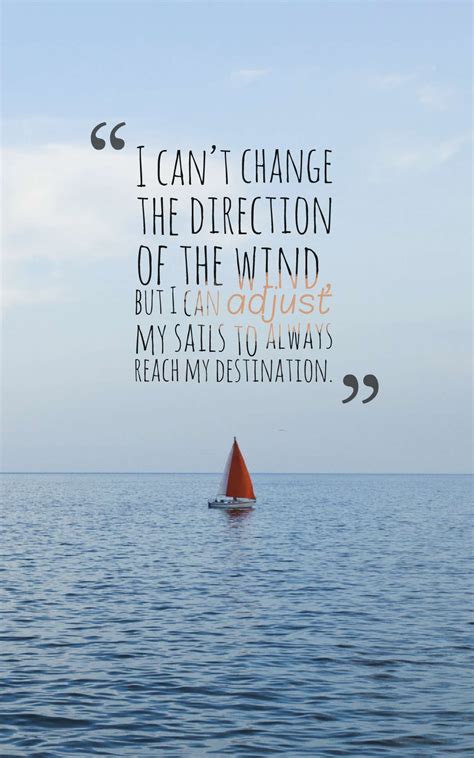 “ I CAN’T CHANGE
THE DIRECTION
OF THE WIND,
BUT I CAN adjust
MY SAILS TO ALWAYS
REACH MY DESTINATION. ”